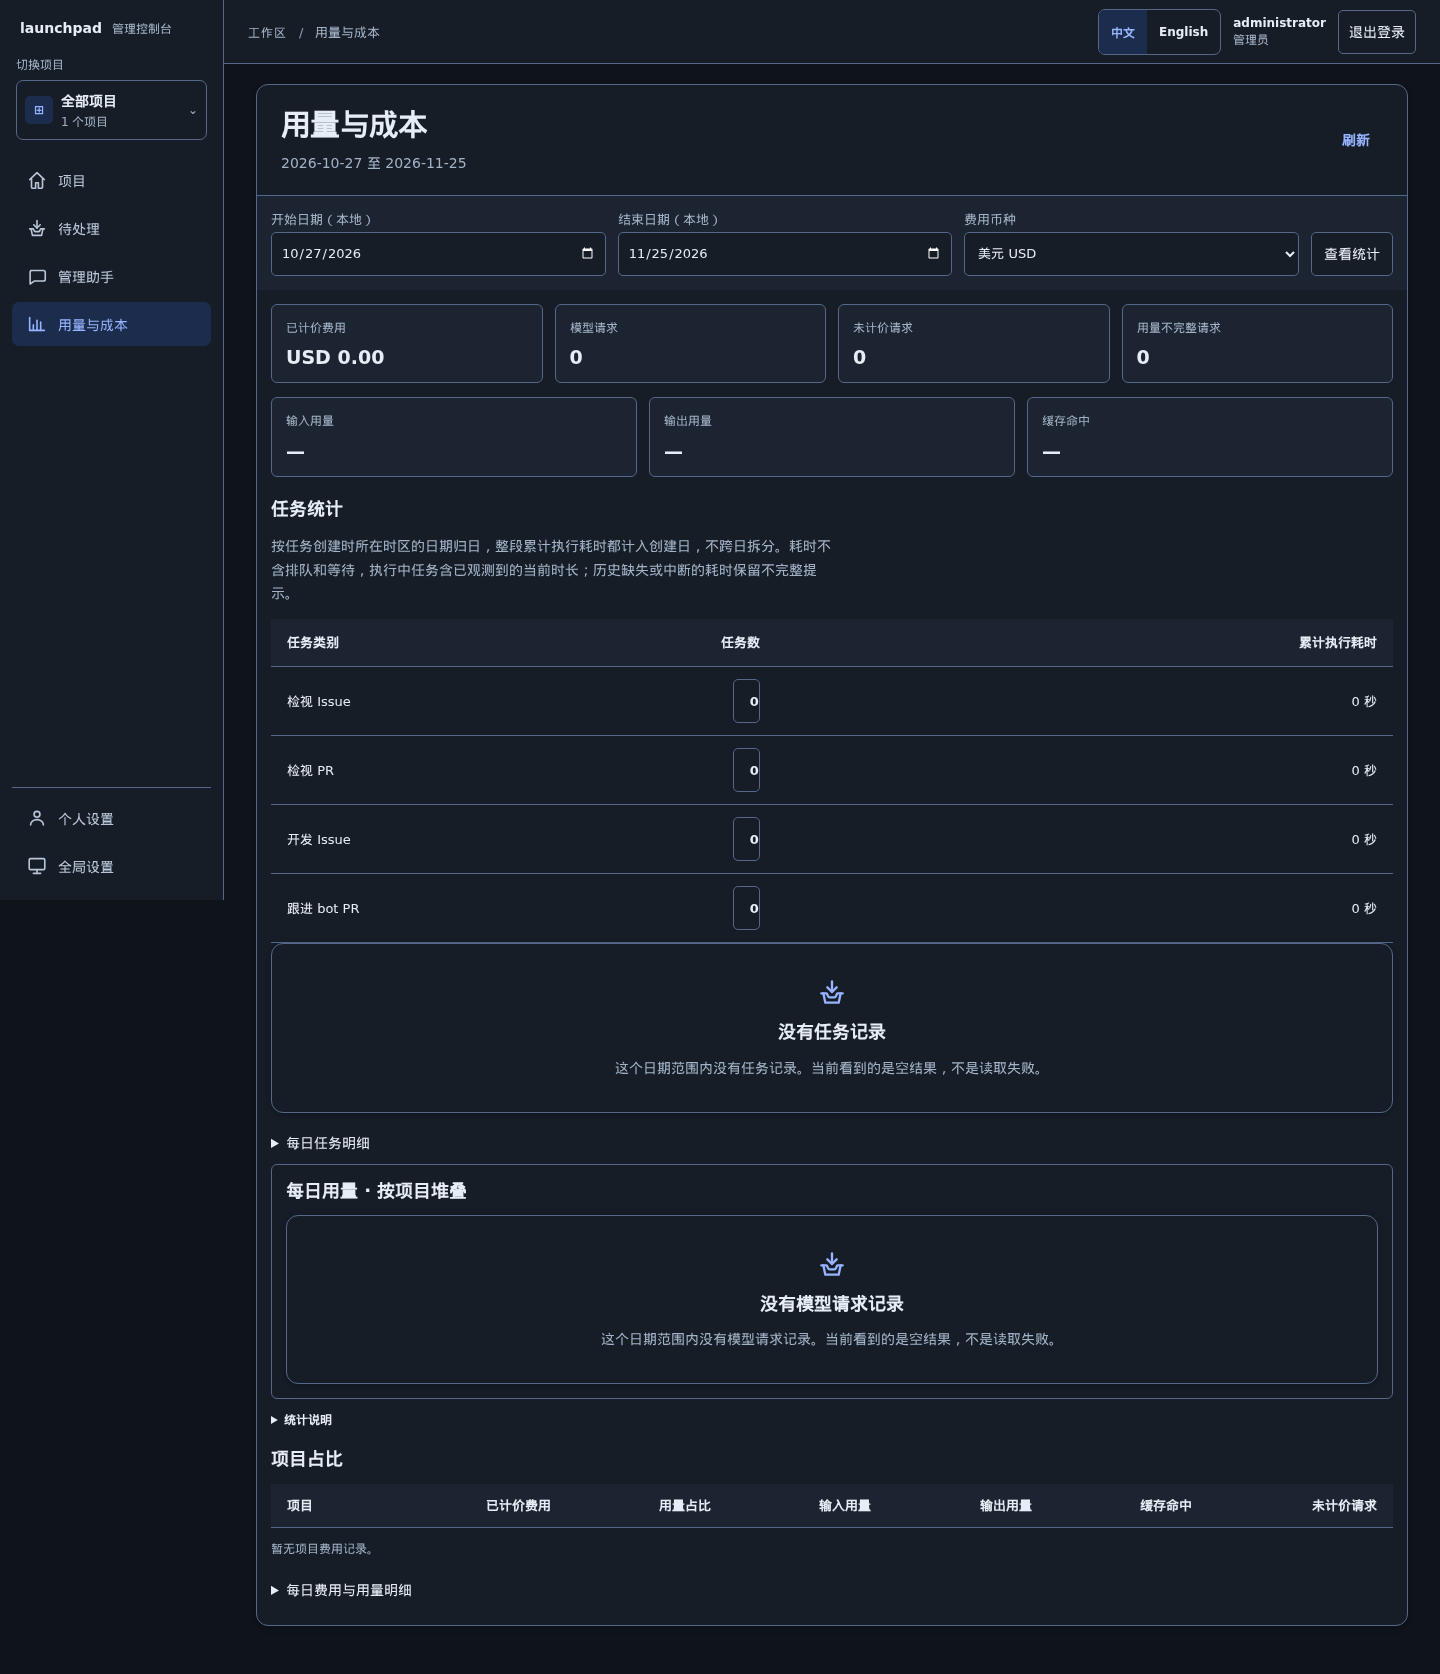 launchpad 管理控制台
切换项目
全部项目
1 个项目
项目
待处理
管理助手
用量与成本
个人设置
全局设置
工作区 / 用量与成本
中文 English
administrator
管理员
退出登录
用量与成本
2026-10-27 至 2026-11-25
刷新
开始日期（本地） 结束日期（本地） 费用币种
10/27/2026 11/25/2026 美元 USD 查看统计
已计价费用 模型请求 未计价请求 用量不完整请求
USD 0.00 0 0 0
输入用量 输出用量 缓存命中
— — —
任务统计
按任务创建时所在时区的日期归日，整段累计执行耗时都计入创建日，不跨日拆分。耗时不
含排队和等待，执行中任务含已观测到的当前时长；历史缺失或中断的耗时保留不完整提
示。
任务类别 任务数 累计执行耗时
检视 Issue 0 0 秒
检视 PR 0 0 秒
开发 Issue 0 0 秒
跟进 bot PR 0 0 秒
没有任务记录
这个日期范围内没有任务记录。当前看到的是空结果，不是读取失败。
每日任务明细
每日用量 · 按项目堆叠
没有模型请求记录
这个日期范围内没有模型请求记录。当前看到的是空结果，不是读取失败。
统计说明
项目占比
项目 已计价费用 用量占比 输入用量 输出用量 缓存命中 未计价请求
暂无项目费用记录。
每日费用与用量明细